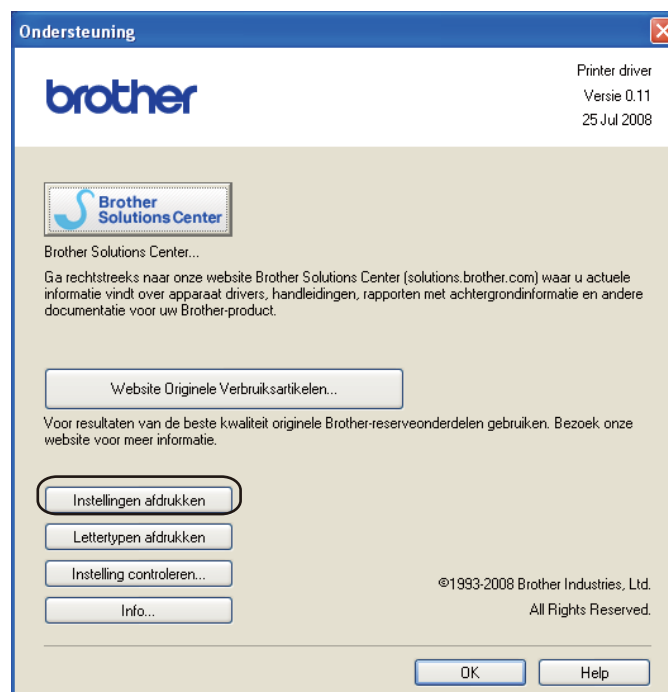 Ondersteuning
brother
Printer driver
Versie 0.11
25 Jul 2008
Brother
Solutions Center
Brother Solutions Center...
Ga rechtstreeks naar onze website Brother Solutions Center (solutions.brother.com) waar u actuele
informatie vindt over apparaat drivers, handleidingen, rapporten met achtergrondinformatie en andere
documentatie voor uw Brother-product.
Website Originele Verbruiksartikelen...
Voor resultaten van de beste kwaliteit originele Brother-reserveonderdelen gebruiken. Bezoek onze
website voor meer informatie.
Instellingen afdrukken
Lettertypen afdrukken
Instelling controleren...
Info...
©1993-2008 Brother Industries, Ltd.
All Rights Reserved.
OK
Help